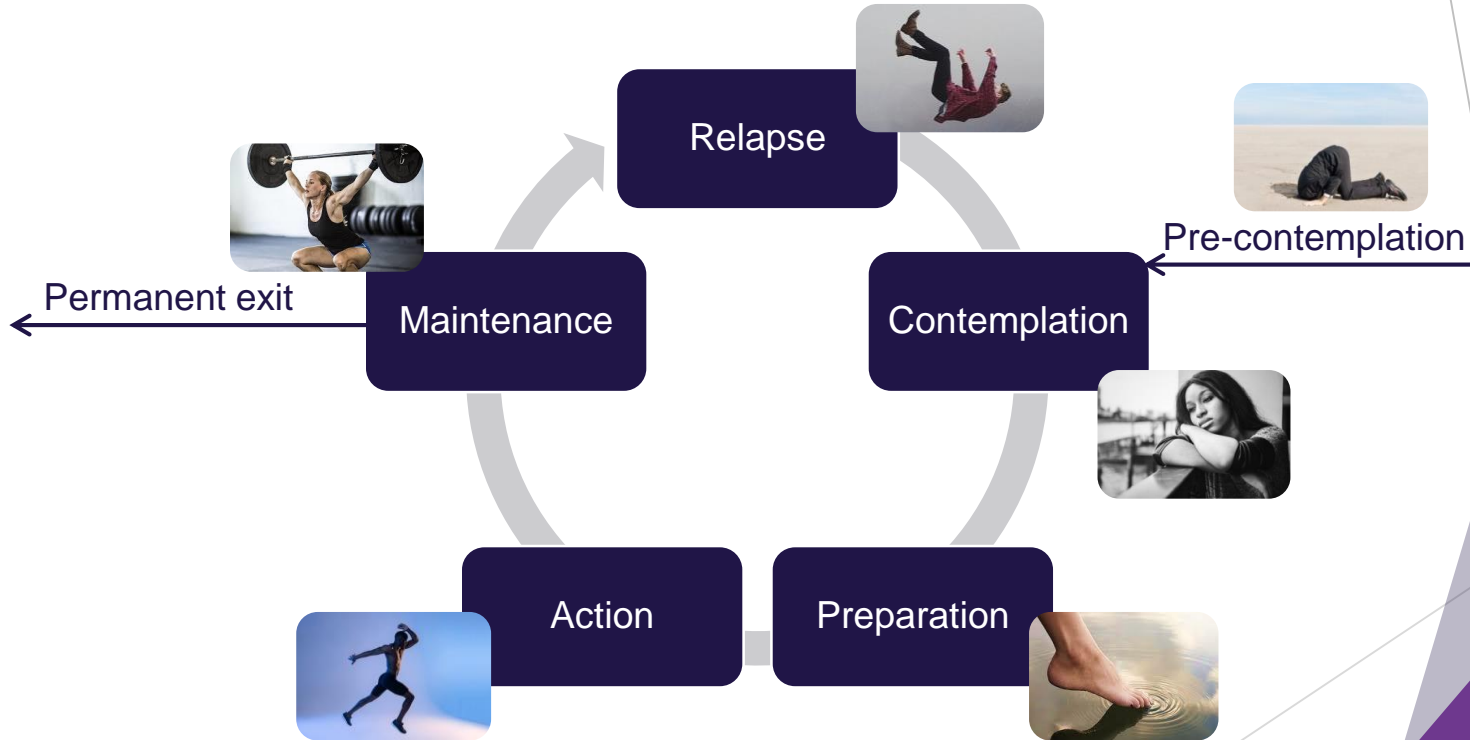 Relapse
Pre-contemplation
Permanent exit
Maintenance
Contemplation
Action
Preparation